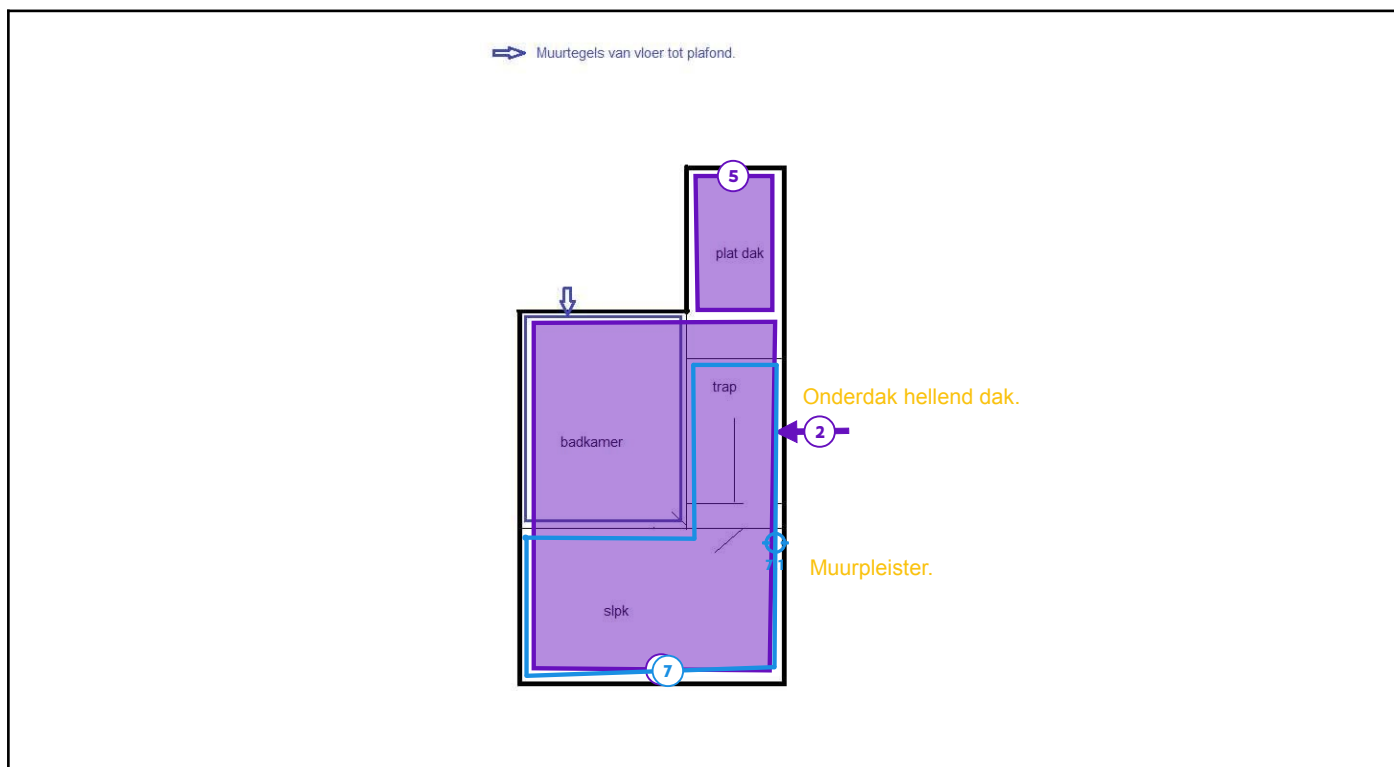 Muurtegels van vloer tot plafond.
5
plat dak
trap
Onderdak hellend dak.
2
badkamer
Muurpleister.
slpk
7